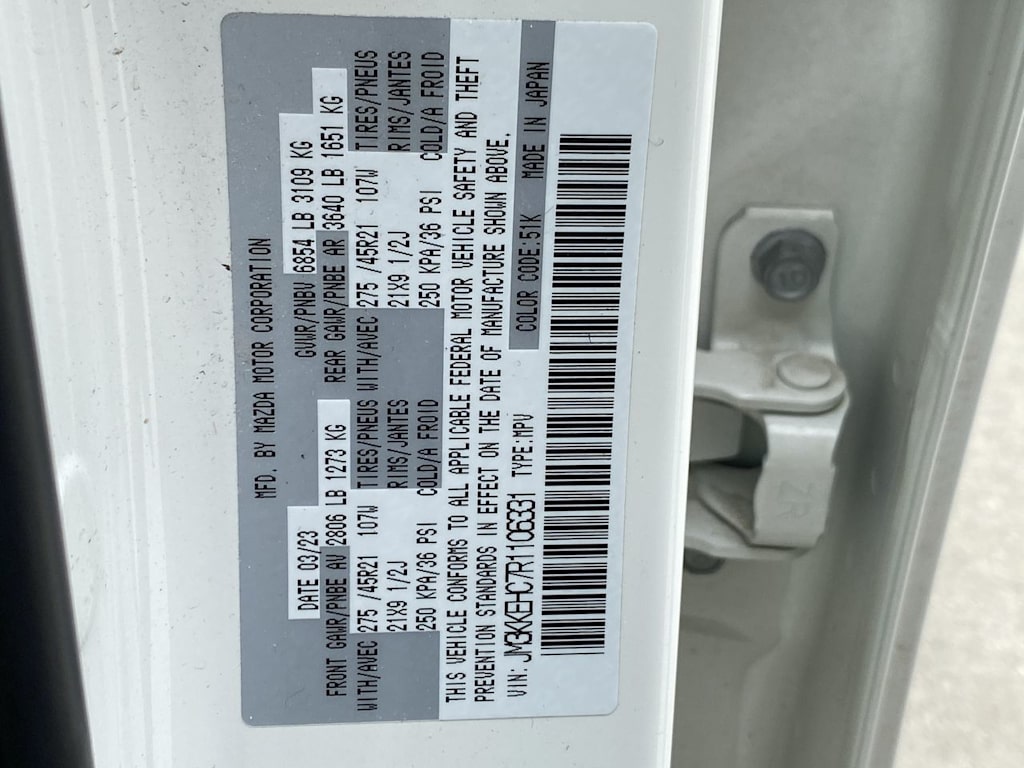 MFD. BY MAZDA MOTOR CORPORATION
DATE 03/23 GVWR/PNBV 6854 LB 3109 KG
FRONT GAWR/PNBE AV 2806 LB 1273 KG REAR GAWR/PNBE AR 3640 LB 1651 KG
WITH/AVEC 275 /45R21 107W TIRES/PNEUS WITH/AVEC 275 /45R21 107W TIRES/PNEUS
21X9 1/2J RIMS/JANTES 21X9 1/2J RIMS/JANTES
250 KPA/36 PSI COLD/A FROID 250 KPA/36 PSI COLD/A FROID
THIS VEHICLE CONFORMS TO ALL APPLICABLE FEDERAL MOTOR VEHICLE SAFETY AND THEFT
PREVENTION STANDARDS IN EFFECT ON THE DATE OF MANUFACTURE SHOWN ABOVE.
VIN: JM3KKEHC7R1106331 TYPE:MPV COLOR CODE:51K MADE IN JAPAN
8
ZR